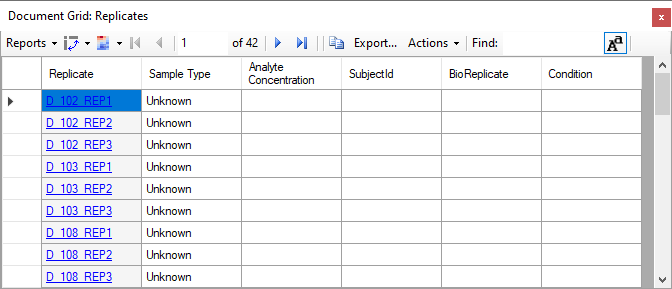 Document Grid: Replicates
Reports 1 of 42 Export... Actions Find: Aa
Replicate Sample Type Analyte Concentration SubjectId BioReplicate Condition
D_102_REP1 Unknown
D_102_REP2 Unknown
D_102_REP3 Unknown
D_103_REP1 Unknown
D_103_REP2 Unknown
D_103_REP3 Unknown
D_108_REP1 Unknown
D_108_REP2 Unknown
D_108_REP3 Unknown